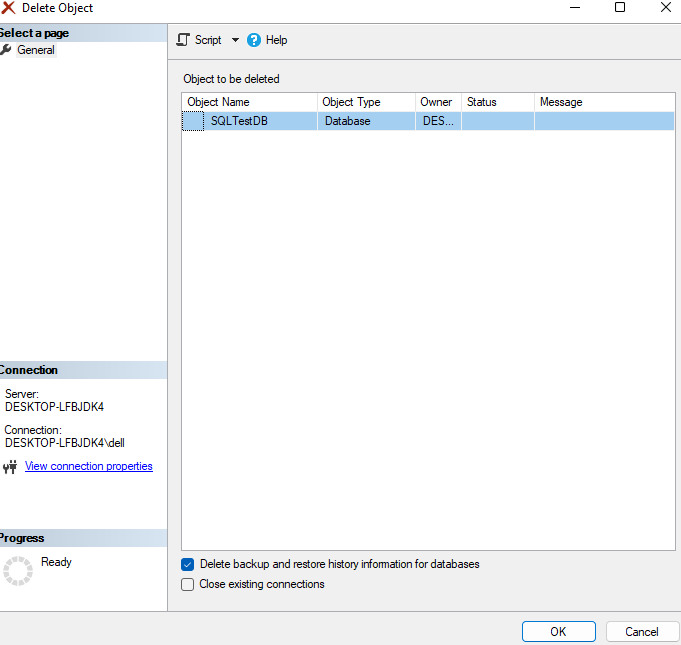 Delete Object
Select a page
General
Script
Help
Object to be deleted
Object Name Object Type Owner Status Message
SQLTestDB Database DES...
Connection
Server:
DESKTOP-LFBJDK4
Connection:
DESKTOP-LFBJDK4\dell
View connection properties
Progress
Ready
Delete backup and restore history information for databases
Close existing connections
OK Cancel